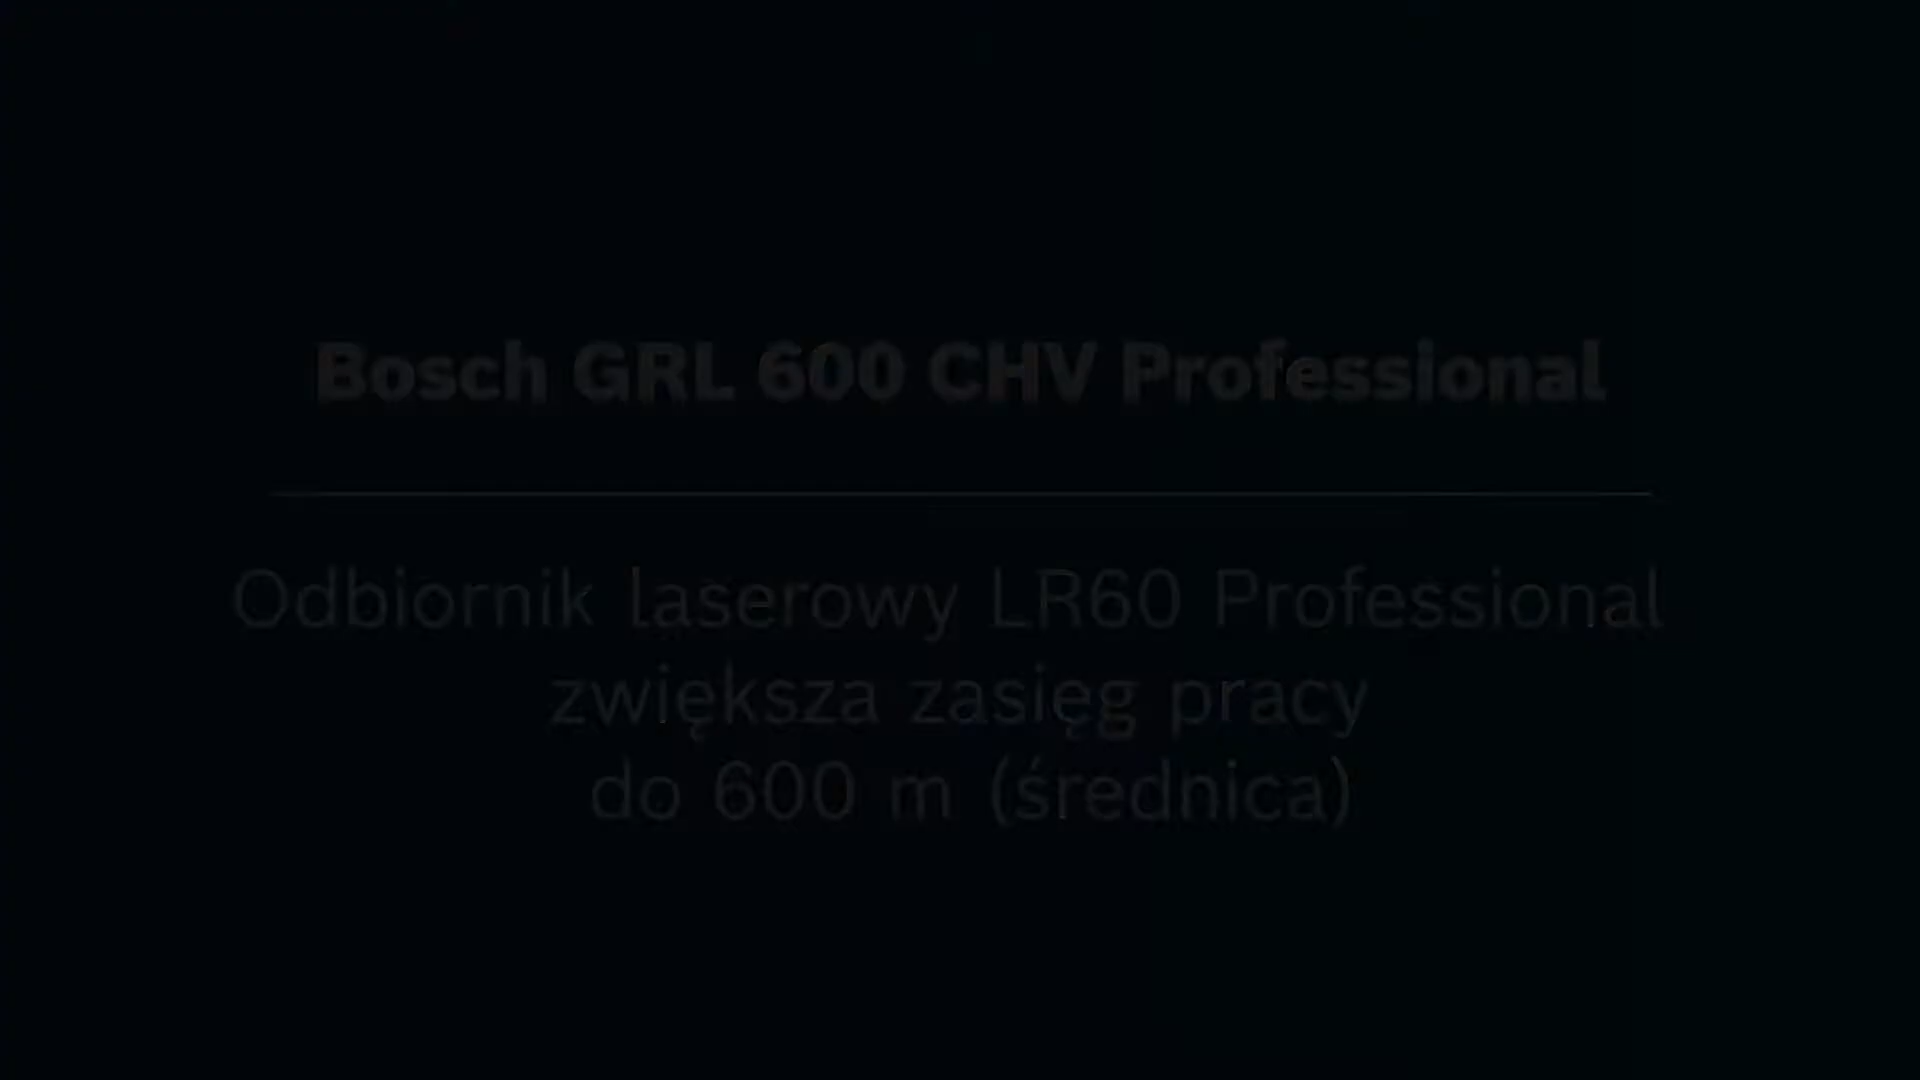 Bosch GRL 600 CHV Professional
Odbiornik laserowy LR60 Professional
zwiększa zasięg pracy
do 600 m (średnica)